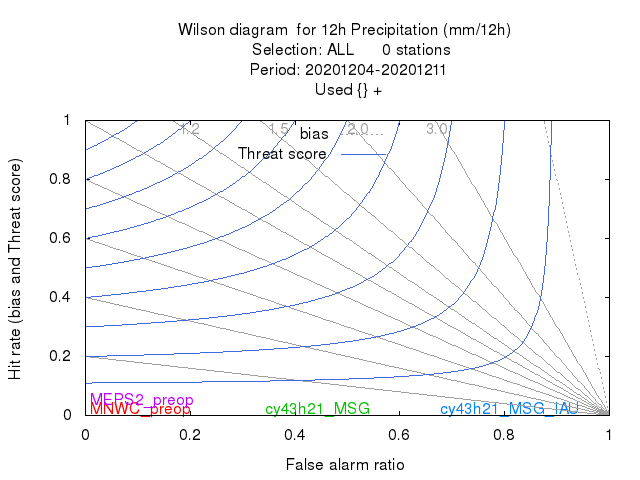 Wilson diagram  for 12h Precipitation (mm/12h)
Selection: ALL      0 stations
Period: 20201204-20201211
Used {} +
1.2 1.5 2.0 3.0
bias
Threat score
Hit rate (bias and Threat score)
1
0.8
0.6
0.4
0.2
0
MEPS2_preop
MNWC_preop cy43h21_MSG cy43h21_MSG_IAU
0 0.2 0.4 0.6 0.8 1
False alarm ratio